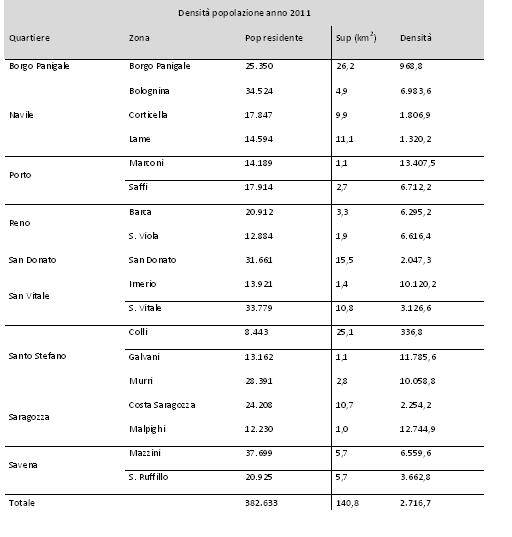 Densità popolazione anno 2011
Quartiere Zona Pop residente Sup (km²) Densità
Borgo Panigale Borgo Panigale 25.350 26,2 968,8
Bolognina 34.524 4,9 6.983,6
Navile Corticella 17.847 9,9 1.806,9
Lame 14.594 11,1 1.320,2
Porto Marconi 14.189 1,1 13.407,5
Saffi 17.914 2,7 6.712,2
Reno Barca 20.912 3,3 6.295,2
S. Viola 12.884 1,9 6.616,4
San Donato San Donato 31.661 15,5 2.047,3
San Vitale Irnerio 13.921 1,4 10.120,2
S. Vitale 33.779 10,8 3.126,6
Colli 8.443 25,1 336,8
Santo Stefano Galvani 13.162 1,1 11.785,6
Murri 28.391 2,8 10.058,8
Saragozza Costa Saragozza 24.208 10,7 2.254,2
Malpighi 12.230 1,0 12.744,9
Savena Mazzini 37.699 5,7 6.559,6
S. Ruffillo 20.925 5,7 3.662,8
Totale 382.633 140,8 2.716,7